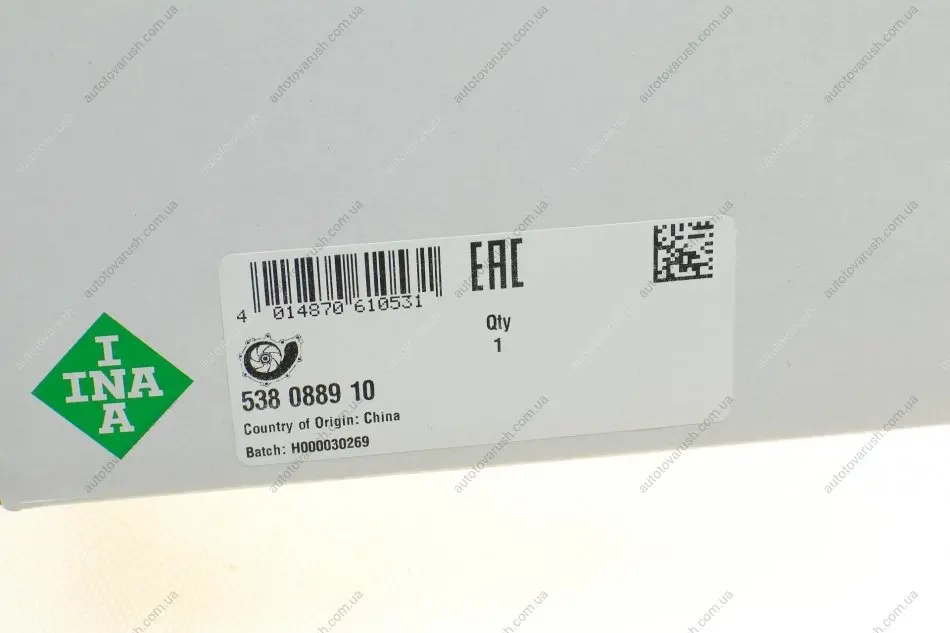 4 014870 610531
EAC
Qty
1
538 0889 10
Country of Origin: China
Batch: H000030269
I
INA
A
autotovarush.com.ua